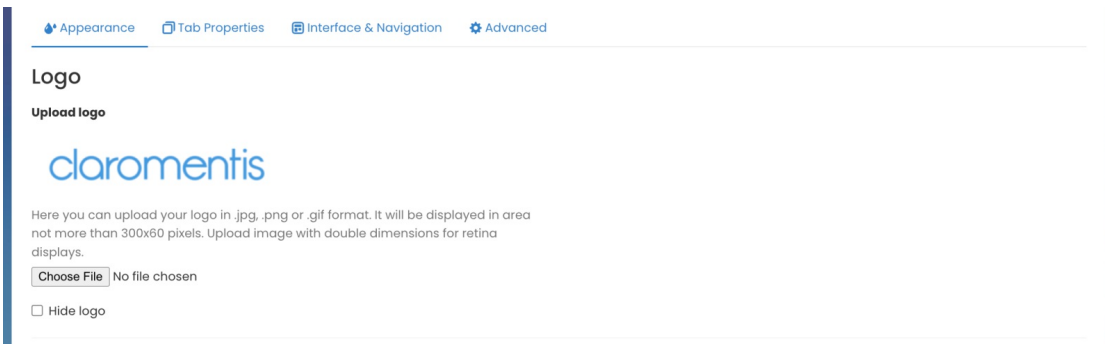 Appearance Tab Properties Interface & Navigation Advanced
Logo
Upload logo
claromentis
Here you can upload your logo in .jpg, .png or .gif format. It will be displayed in area
not more than 300x60 pixels. Upload image with double dimensions for retina
displays.
Choose File No file chosen
Hide logo